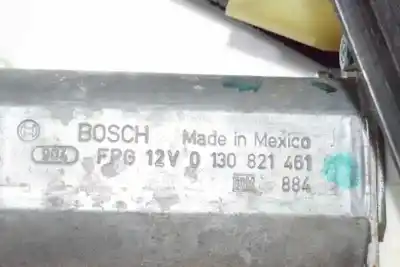 BOSCH Made in Mexico
FPG 12V 0 130 821 461
884